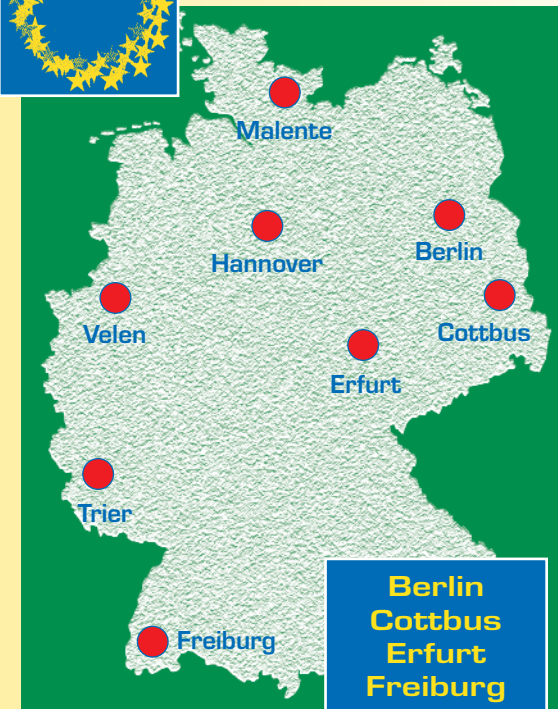 Malente
Hannover
Berlin
Velen
Cottbus
Erfurt
Trier
Freiburg
Berlin
Cottbus
Erfurt
Freiburg